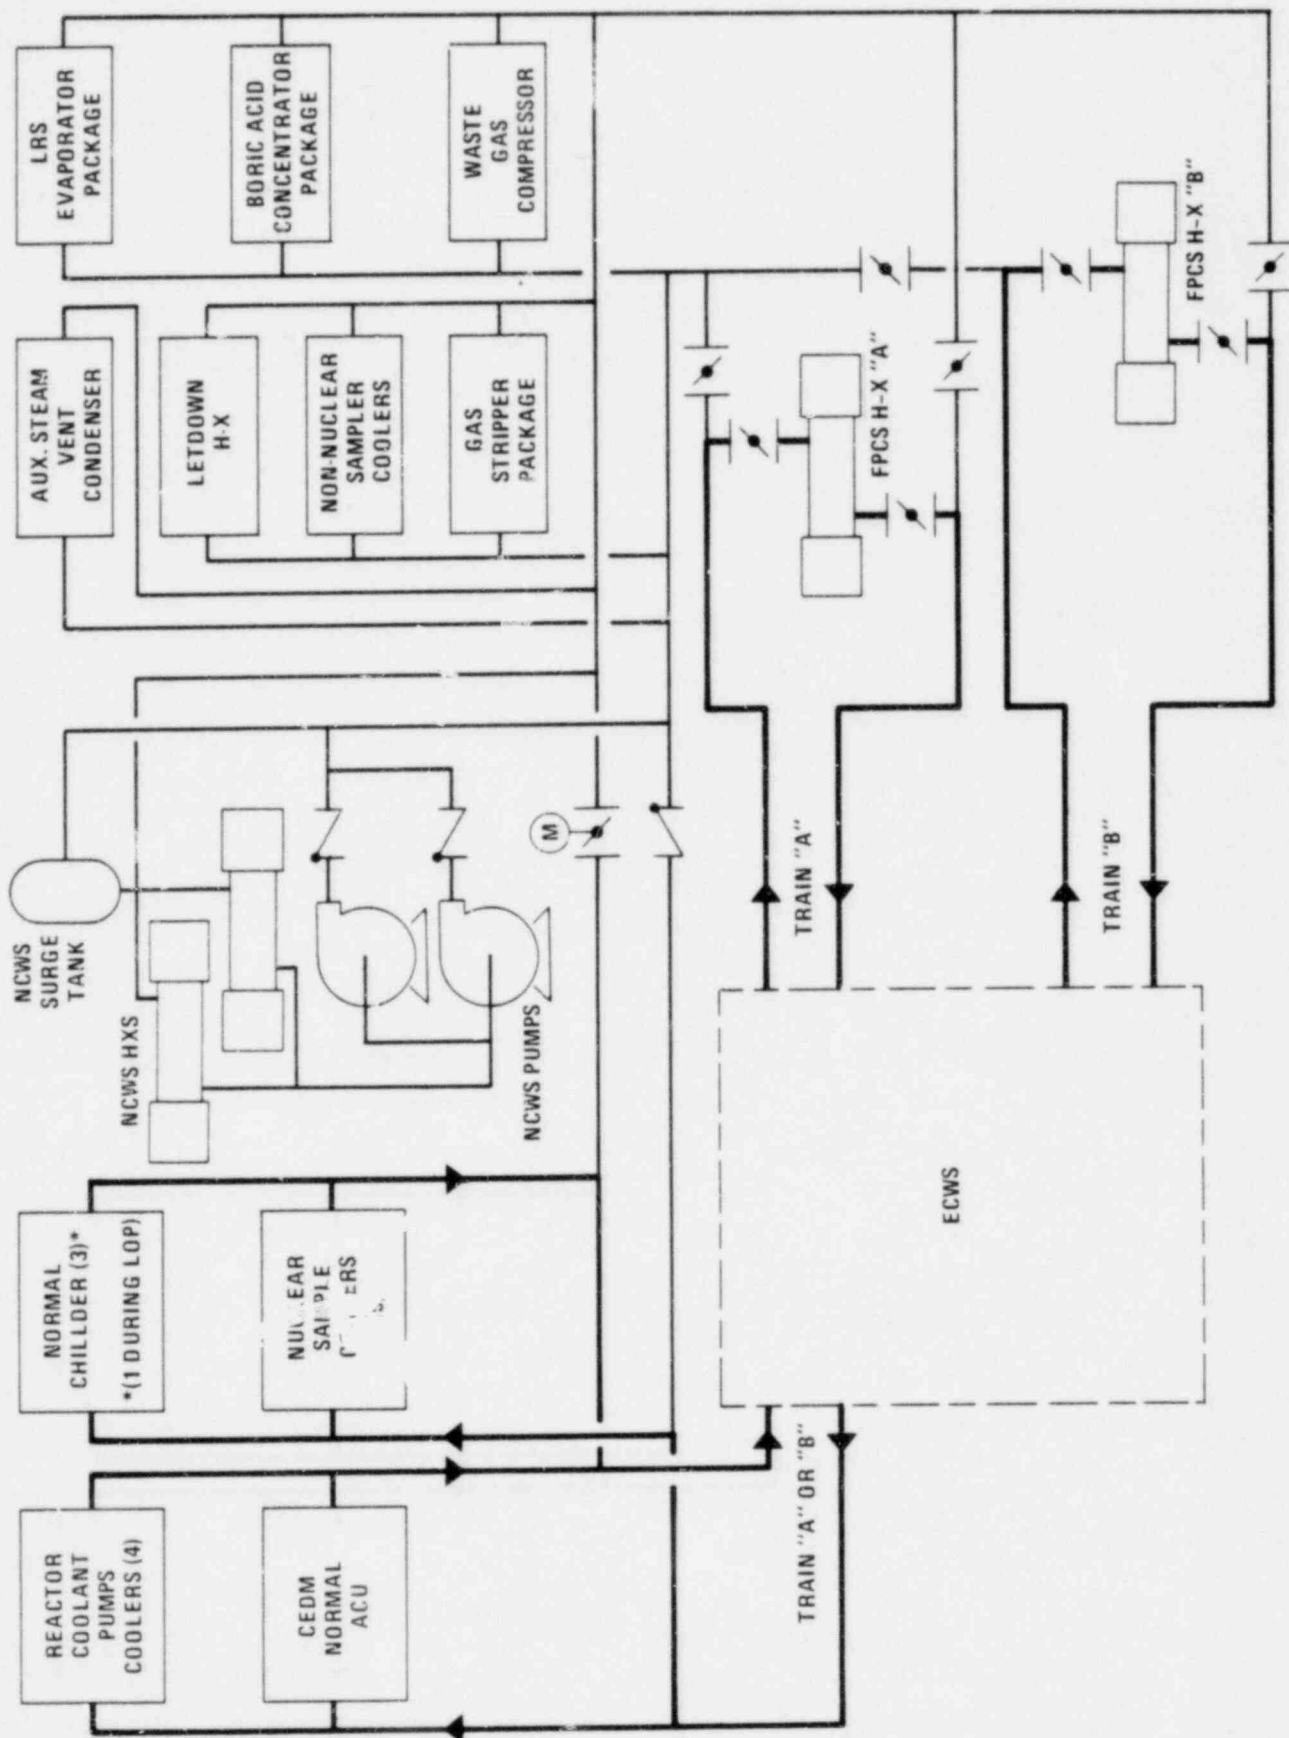 LRS
EVAPORATOR
PACKAGE
BORIC ACID
CONCENTRATOR
PACKAGE
WASTE
GAS
COMPRESSOR
AUX. STEAM
VENT
CONDENSER
LETDOWN
H-X
NON-NUCLEAR
SAMPLER
COOLERS
GAS
STRIPPER
PACKAGE
FPCS H-X "A"
FPCS H-X "B"
NCWS
SURGE
TANK
NCWS HXS
NCWS PUMPS
M
TRAIN "A"
TRAIN "B"
NORMAL
CHILLDER (3)*
*(1 DURING LOP)
SAMPLE
ECWS
REACTOR
COOLANT
PUMPS
COOLERS (4)
CEDM
NORMAL
ACU
TRAIN "A" OR "B"